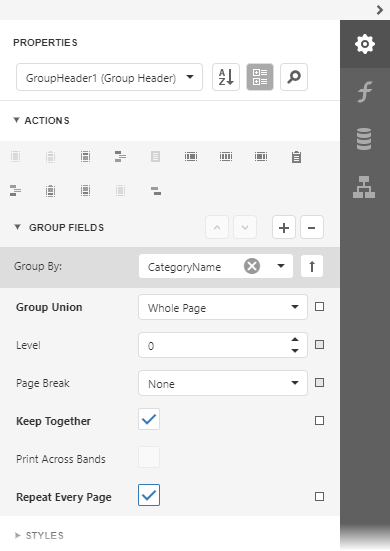 PROPERTIES
GroupHeader1 (Group Header)
ACTIONS
GROUP FIELDS
Group By: CategoryName
Group Union Whole Page
Level 0
Page Break None
Keep Together
Print Across Bands
Repeat Every Page
STYLES